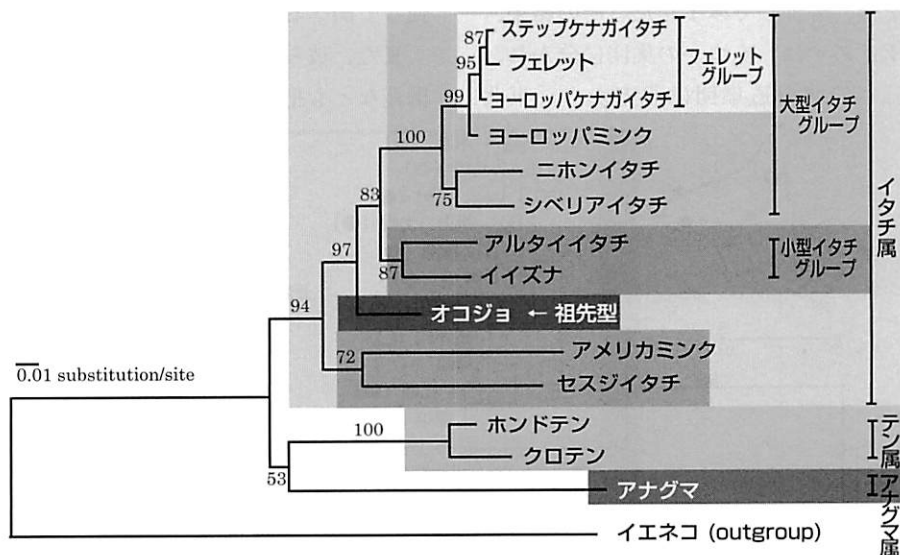 87
ステップケナガイタチ
95
フェレット
フェレット
グループ
99
ヨーロッパケナガイタチ
大型イタチ
グループ
100
ヨーロッパミンク
ニホンイタチ
83
75
シベリアイタチ
イタチ属
97
アルタイイタチ
小型イタチ
グループ
87
イイズナ
94
オコジョ ← 祖先型
72
アメリカミンク
0.01 substitution/site
セスジイタチ
100
ホンドテン
テン属
クロテン
53
アナグマ
アナグマ属
イエネコ (outgroup)